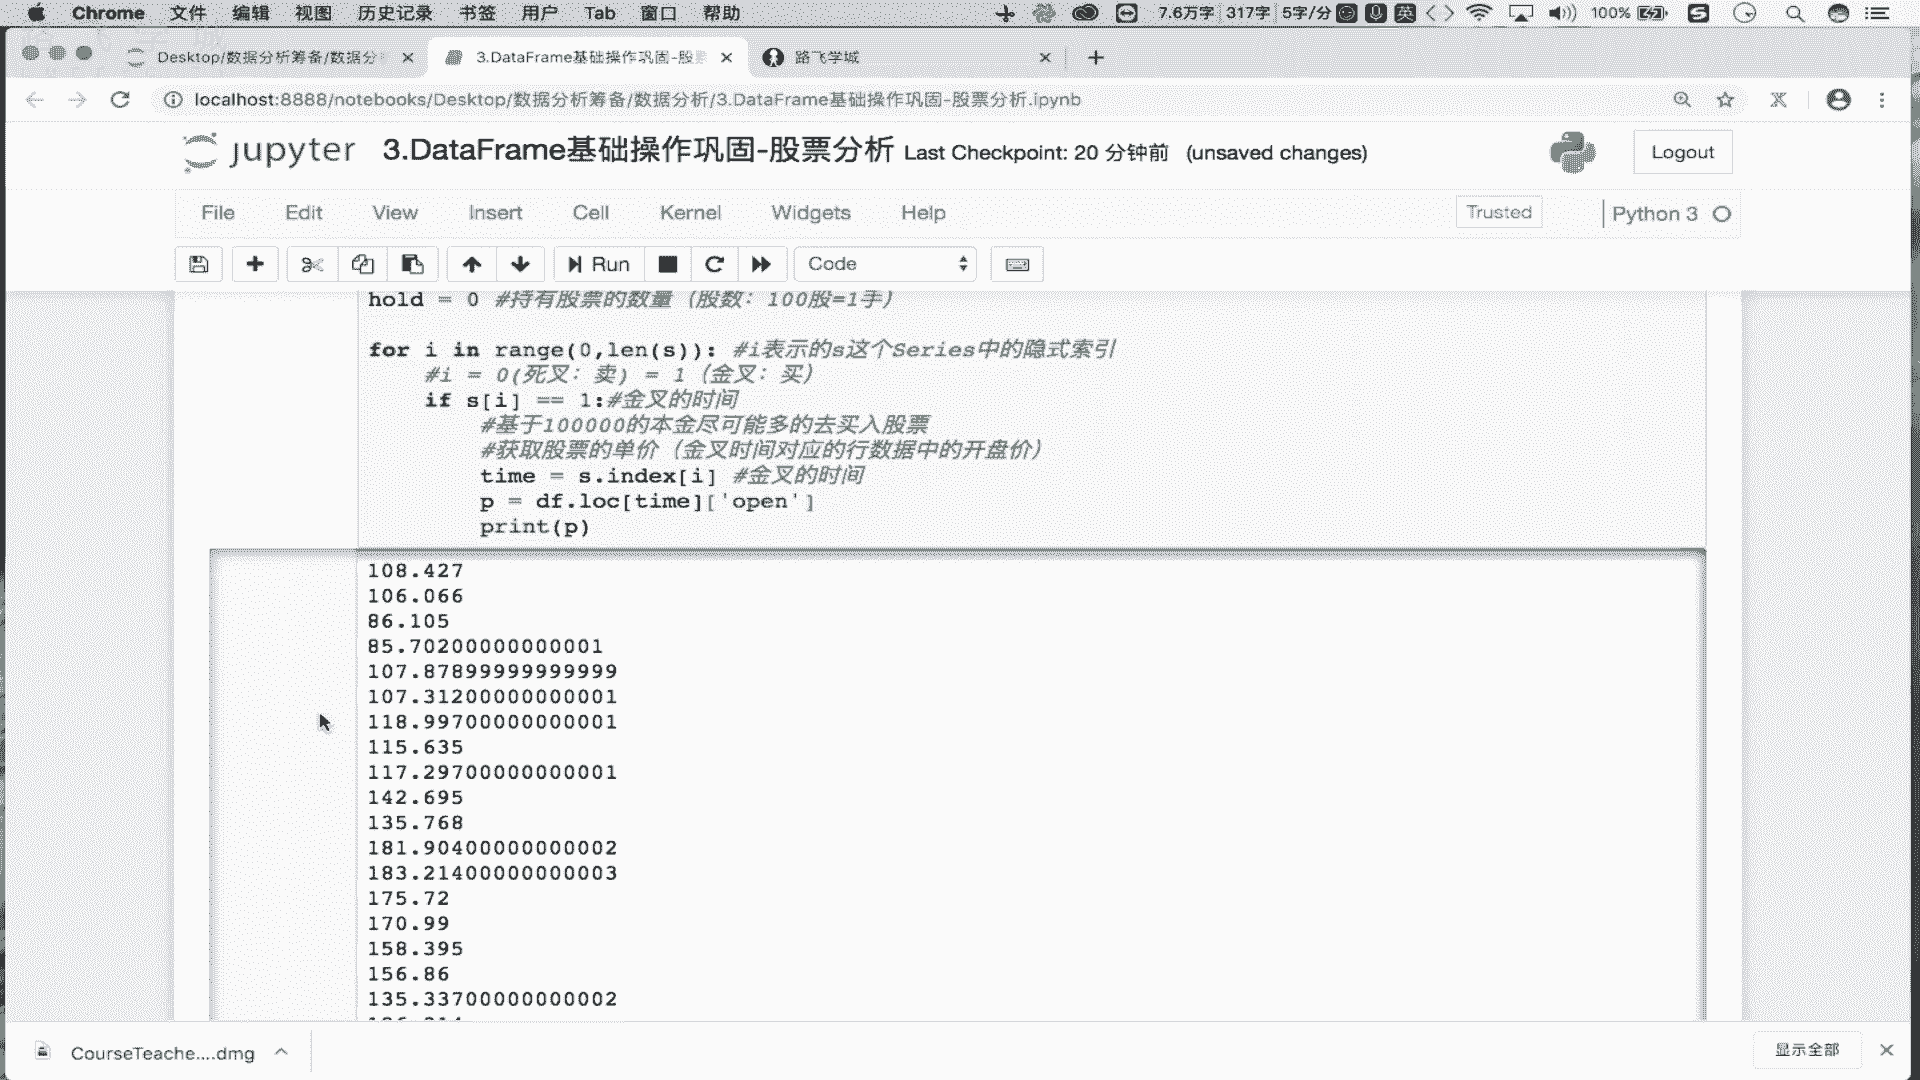 Chrome 文件 编辑 视图 历史记录 书签 用户 Tab 窗口 帮助 7.6万字 317字 5字/分 英 100%
Desktop/数据分析筹备/数据分 3.DataFrame基础操作巩固-股 路飞学城
localhost:8888/notebooks/Desktop/数据分析筹备/数据分析/3.DataFrame基础操作巩固-股票分析.ipynb
jupyter 3.DataFrame基础操作巩固-股票分析 Last Checkpoint: 20 分钟前 (unsaved changes) Logout
File Edit View Insert Cell Kernel Widgets Help Trusted Python 3
Run Code
hold = 0 #持有股票的数量（股数：100股=1手）
for i in range(0,len(s)): #i表示的s这个Series中的隐式索引
#i = 0(死叉：卖) = 1（金叉：买）
if s[i] == 1:#金叉的时间
#基于100000的本金尽可能多的去买入股票
#获取股票的单价（金叉时间对应的行数据中的开盘价）
time = s.index[i] #金叉的时间
p = df.loc[time]['open']
print(p)
108.427
106.066
86.105
85.70200000000001
107.87899999999999
107.31200000000001
118.99700000000001
115.635
117.29700000000001
142.695
135.768
181.90400000000002
183.21400000000003
175.72
170.99
158.395
156.86
135.33700000000002
CourseTeache....dmg 显示全部